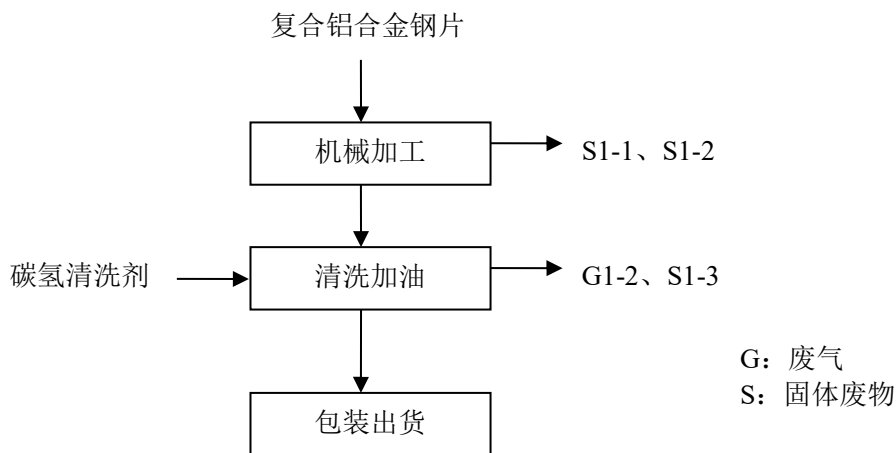 复合铝合金钢片
机械加工
S1-1、S1-2
碳氢清洗剂
清洗加油
G1-2、S1-3
G：废气
S：固体废物
包装出货